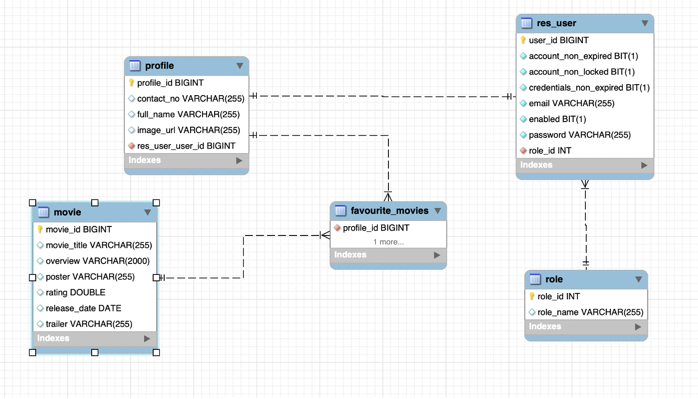 profile
profile_id BIGINT
contact_no VARCHAR(255)
full_name VARCHAR(255)
image_url VARCHAR(255)
res_user_user_id BIGINT
Indexes
res_user
user_id BIGINT
account_non_expired BIT(1)
account_non_locked BIT(1)
credentials_non_expired BIT(1)
email VARCHAR(255)
enabled BIT(1)
password VARCHAR(255)
role_id INT
Indexes
movie
movie_id BIGINT
movie_title VARCHAR(255)
overview VARCHAR(2000)
poster VARCHAR(255)
rating DOUBLE
release_date DATE
trailer VARCHAR(255)
Indexes
favourite_movies
profile_id BIGINT
1 more...
Indexes
role
role_id INT
role_name VARCHAR(255)
Indexes